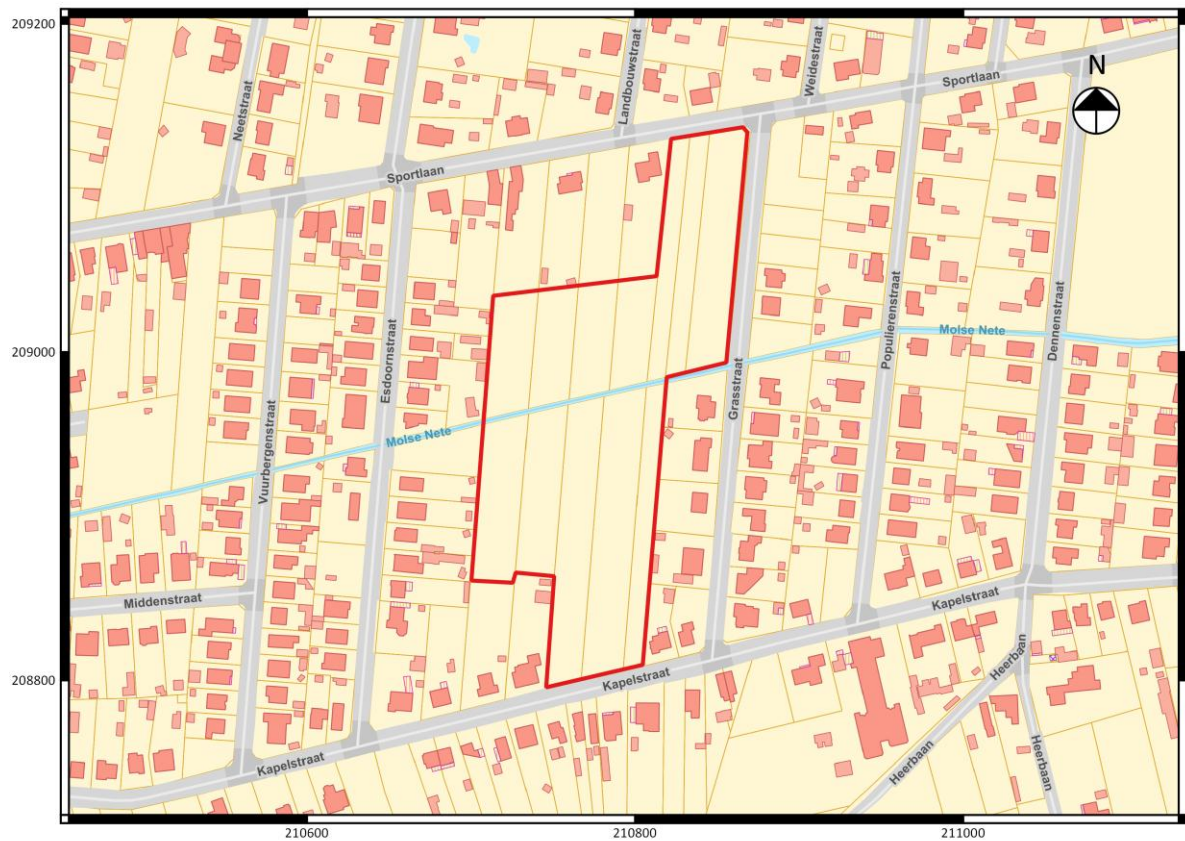 209200
N
Neetstraat
Landbouwstraat
Weidestraat
Sportlaan
Sportlaan
209000
Vuurbergenstraat
Esdoornstraat
Molse Nete
Grasstraat
Populierenstraat
Molse Nete
Dennenstraat
Middenstraat
Kapelstraat
Heerbaan
208800
Kapelstraat
Kapelstraat
Heerbaan
Heerbaan
210600
210800
211000